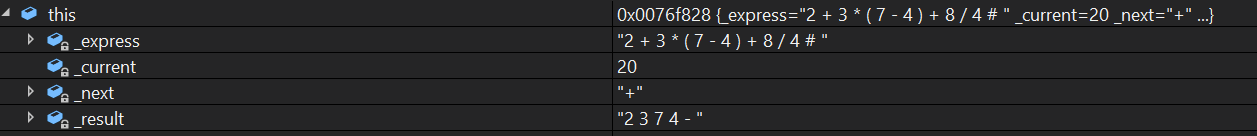 this 0x0076f828 {_express="2 + 3 * ( 7 - 4 ) + 8 / 4 # " _current=20 _next="+" ...}
_express "2 + 3 * ( 7 - 4 ) + 8 / 4 # "
_current 20
_next "+"
_result "2 3 7 4 - "